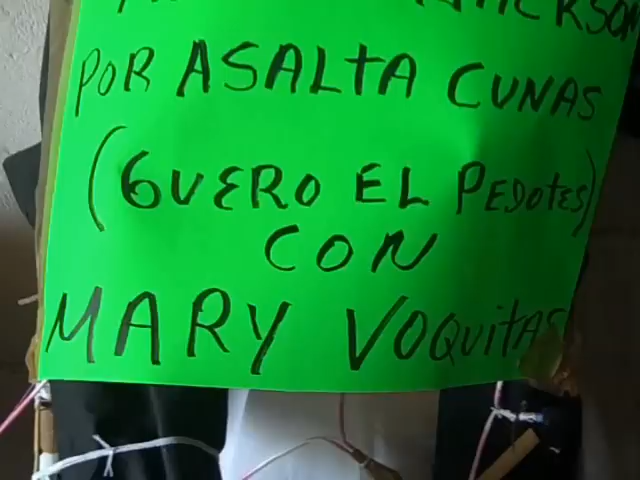 POR ASALTA CUNAS
(GUERO EL PEDOTES)
CON
MARY VOQUITAS